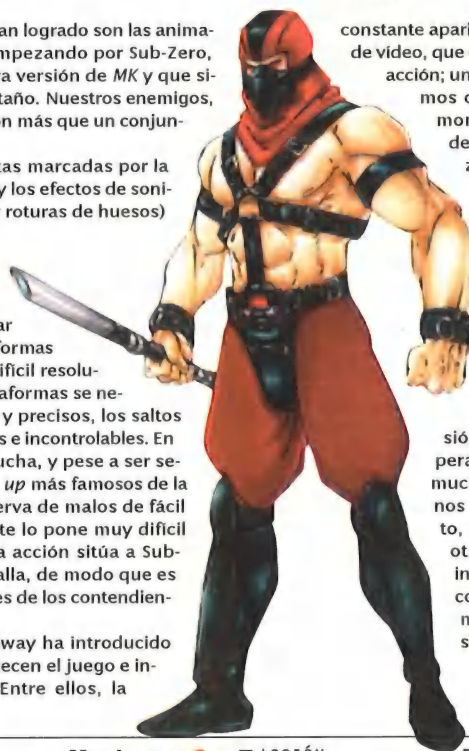 an logrado son las anima-
mpezando por Sub-Zero,
ra versión de MK y que si-
taño. Nuestros enemigos,
on más que un conjun-
tas marcadas por la
y los efectos de soni-
roturas de huesos)
ar
formas
ifícil resolu-
aformas se ne-
y precisos, los saltos
s e incontrolables. En
ucha, y pese a ser se-
up más famosos de la
erva de malos de fácil
te lo pone muy difícil
a acción sitúa a Sub-
alla, de modo que es
es de los contendien-
way ha introducido
ecen el juego e in-
Entre ellos, la
constante apari
de vídeo, que
acción; un
mos
mor
de
z
sió
pera
much
nos
to,
ot
in
co
m
s